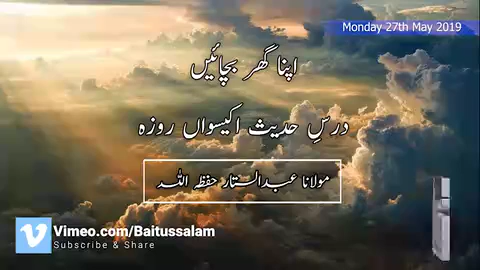 Monday 27th May 2019
اپنا گھر بچائیں
درسِ حدیث اکیسواں روزہ
مولانا عبدالستار حفظہ اللہ
Vimeo.com/Baitussalam
Subscribe & Share